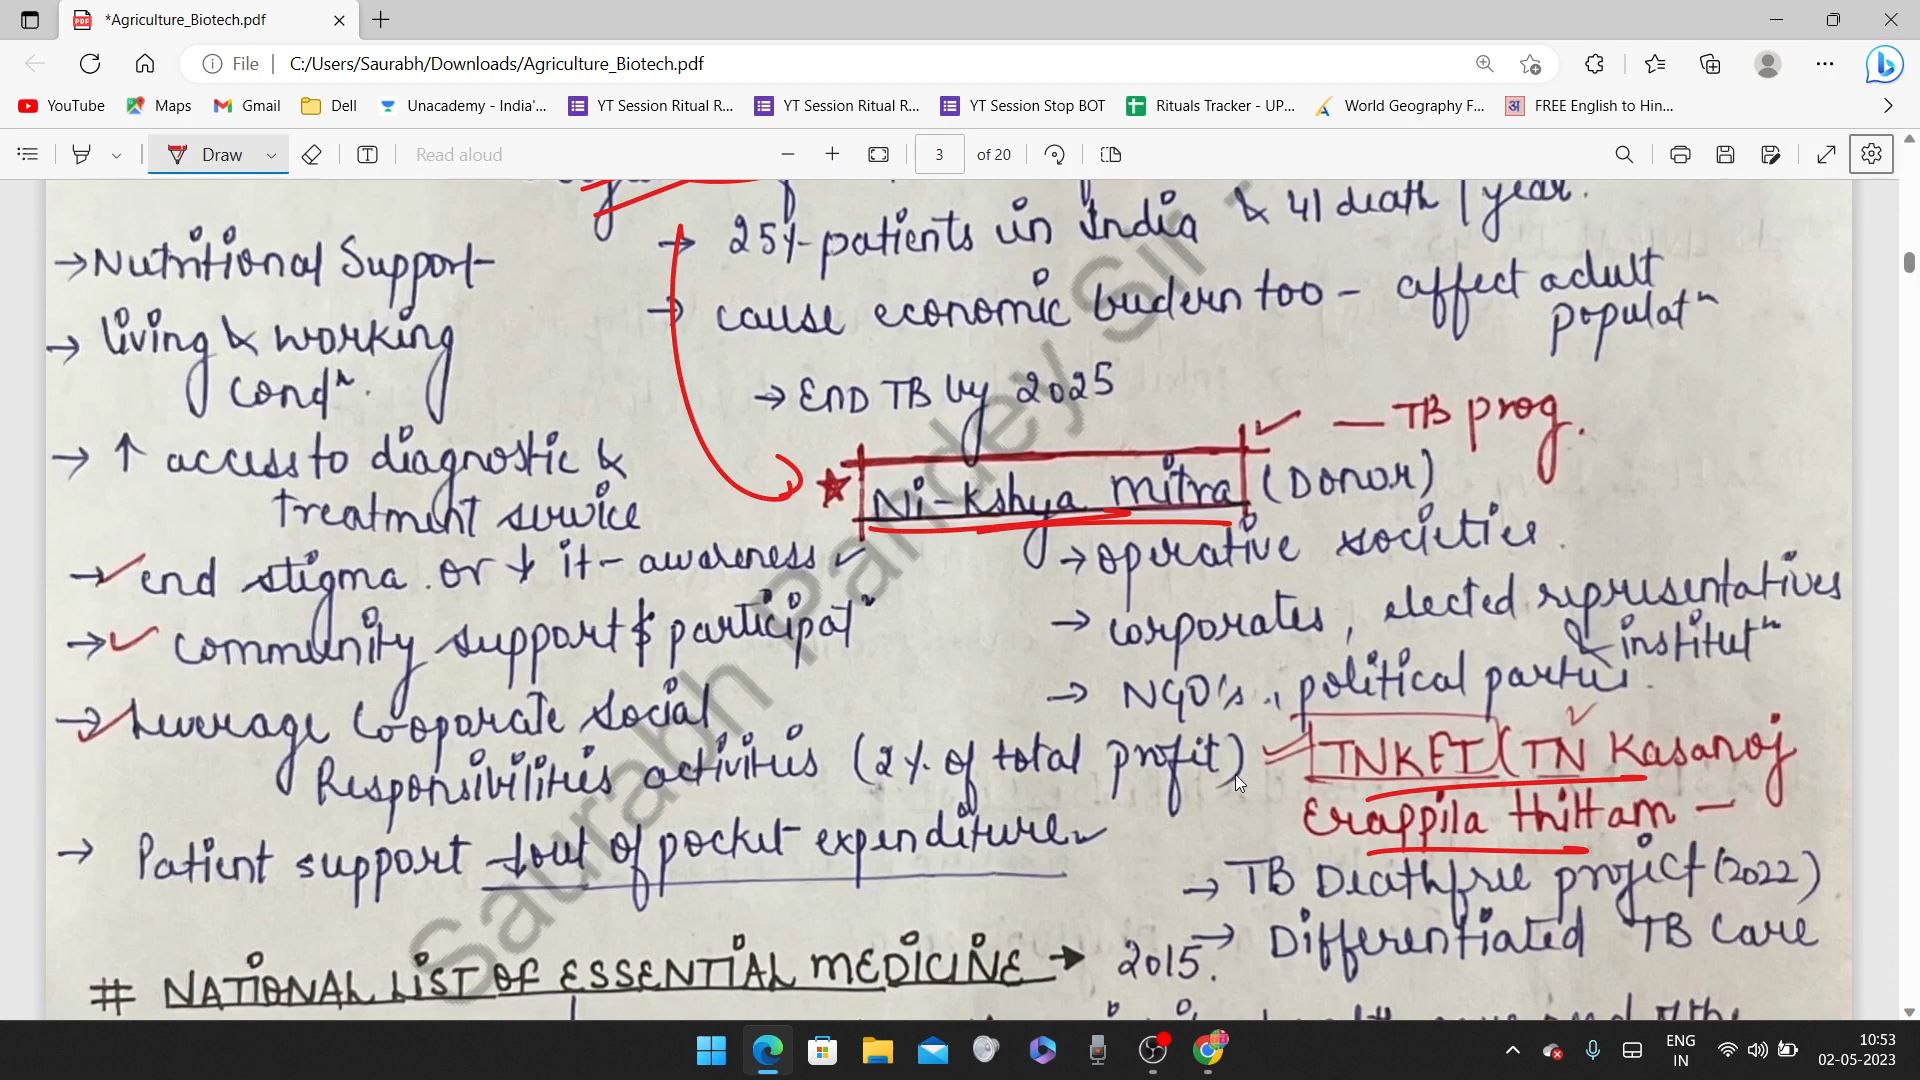 *Agriculture_Biotech.pdf
File C:/Users/Saurabh/Downloads/Agriculture_Biotech.pdf
YouTube Maps Gmail Dell Unacademy - India'... YT Session Ritual R... YT Session Ritual R... YT Session Stop BOT Rituals Tracker - UP... World Geography F... FREE English to Hin...
Draw Read aloud 3 of 20
→ 25% patients in India & 41 death / year.
→ Nutritional Support
→ cause economic budern too - affect adult
populatⁿ
→ living & working
condⁿ.
→ END TB by 2025
— TB prog.
→ ↑ access to diagnostic &
treatment service
★ Ni-Kshya Mitra (Donor)
→ operative societies.
→ end stigma or ↓ it - awareness ✓
→ corporates, elected representatives
& institutⁿ
→ ✓ Community support & participatⁿ
→ NGO's, political parties.
→ Leverage Co-oparate Social
Responsibilities activities (2% of total profit)
✓ TNKET (TN Kasanoj
Erappila thittam —
→ Patient support ↓out of pocket expenditure
→ TB Deathfree project (2022)
→ Differentiated TB Care
# NATIONAL LIST OF ESSENTIAL MEDICINE → 2015.
Saurabh Pandey Sir
ENG
IN
10:53
02-05-2023